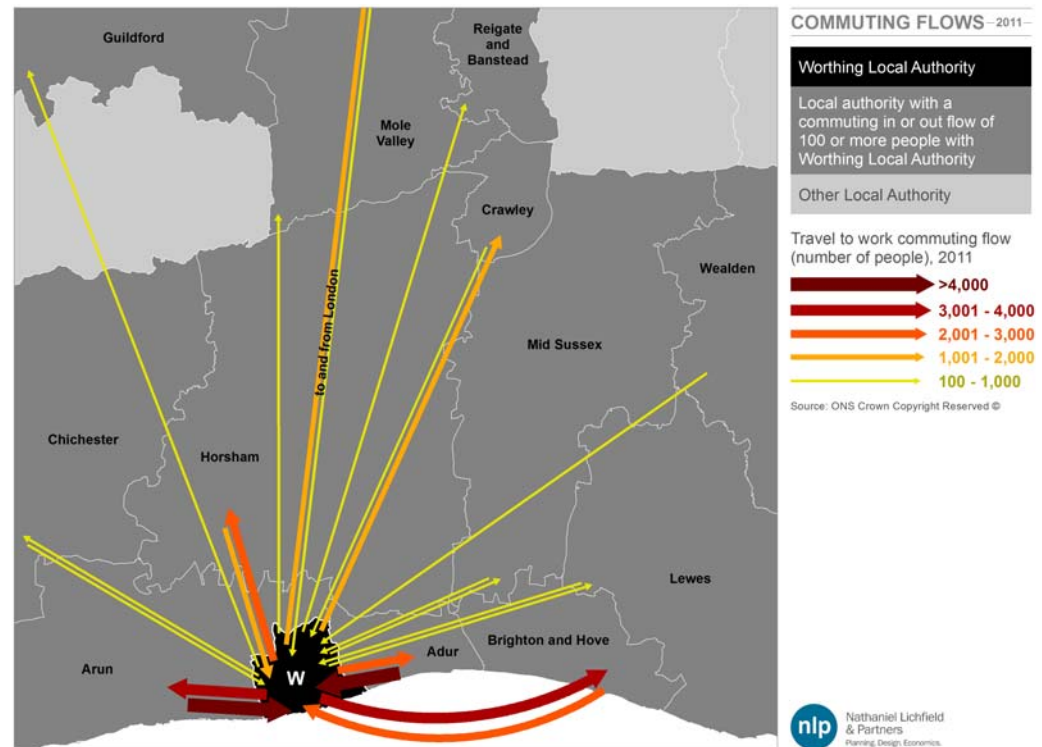 Guildford
Reigate
and
Banstead
Mole
Valley
Crawley
Wealden
to and from London
Mid Sussex
Chichester
Horsham
Lewes
Arun
W
Adur
Brighton and Hove
COMMUTING FLOWS –2011–
Worthing Local Authority
Local authority with a
commuting in or out flow of
100 or more people with
Worthing Local Authority
Other Local Authority
Travel to work commuting flow
(number of people), 2011
>4,000
3,001 - 4,000
2,001 - 3,000
1,001 - 2,000
100 - 1,000
Source: ONS Crown Copyright Reserved ©
nlp
Nathaniel Lichfield
& Partners
Planning. Design. Economics.